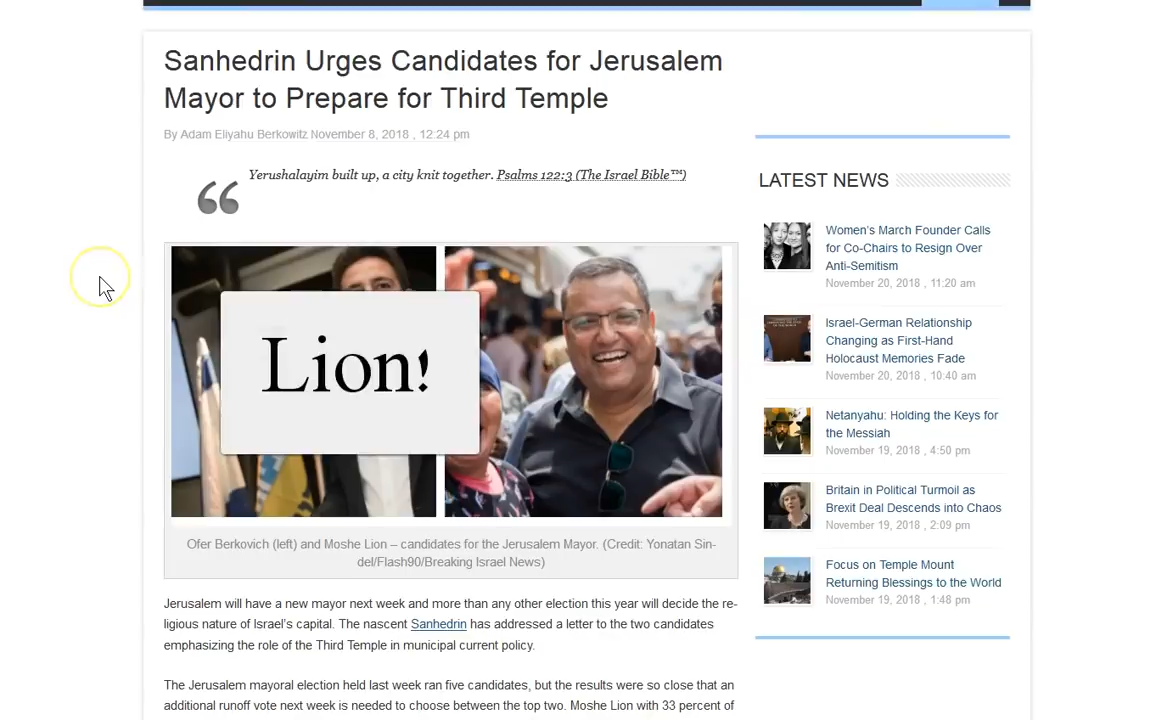 Sanhedrin Urges Candidates for Jerusalem
Mayor to Prepare for Third Temple
By Adam Eliyahu Berkowitz November 8, 2018 , 12:24 pm
Yerushalayim built up, a city knit together. Psalms 122:3 (The Israel Bible™)
Lion!
Ofer Berkovich (left) and Moshe Lion – candidates for the Jerusalem Mayor. (Credit: Yonatan Sin-
del/Flash90/Breaking Israel News)
Jerusalem will have a new mayor next week and more than any other election this year will decide the re-
ligious nature of Israel's capital. The nascent Sanhedrin has addressed a letter to the two candidates
emphasizing the role of the Third Temple in municipal current policy.
The Jerusalem mayoral election held last week ran five candidates, but the results were so close that an
additional runoff vote next week is needed to choose between the top two. Moshe Lion with 33 percent of
LATEST NEWS
Women's March Founder Calls
for Co-Chairs to Resign Over
Anti-Semitism
November 20, 2018 , 11:20 am
Israel-German Relationship
Changing as First-Hand
Holocaust Memories Fade
November 20, 2018 , 10:40 am
Netanyahu: Holding the Keys for
the Messiah
November 19, 2018 , 4:50 pm
Britain in Political Turmoil as
Brexit Deal Descends into Chaos
November 19, 2018 , 2:09 pm
Focus on Temple Mount
Returning Blessings to the World
November 19, 2018 , 1:48 pm